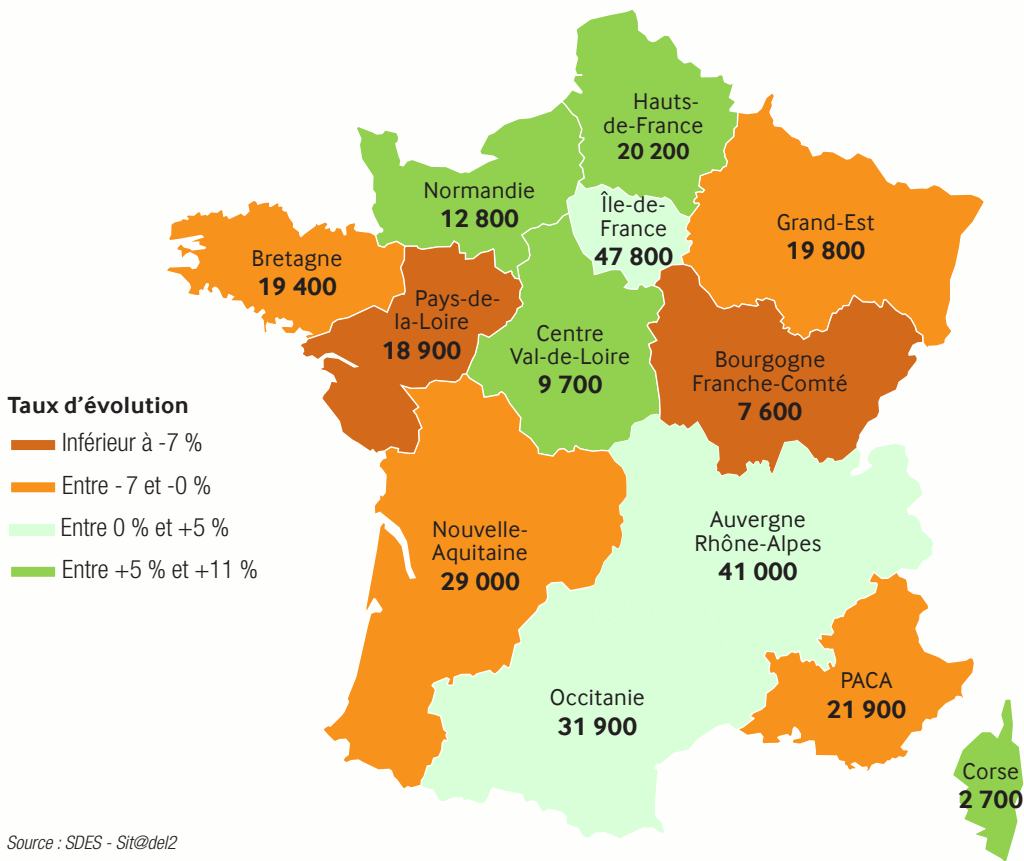 Hauts-
de-France
20 200
Normandie
12 800
Île-de-
France
47 800
Grand-Est
19 800
Bretagne
19 400
Pays-de-
la-Loire
18 900
Centre
Val-de-Loire
9 700
Bourgogne
Franche-Comté
7 600
Taux d'évolution
Inférieur à -7 %
Entre -7 et -0 %
Entre 0 % et +5 %
Entre +5 % et +11 %
Nouvelle-
Aquitaine
29 000
Auvergne
Rhône-Alpes
41 000
Occitanie
31 900
PACA
21 900
Corse
2 700
Source : SDES - Sit@del2